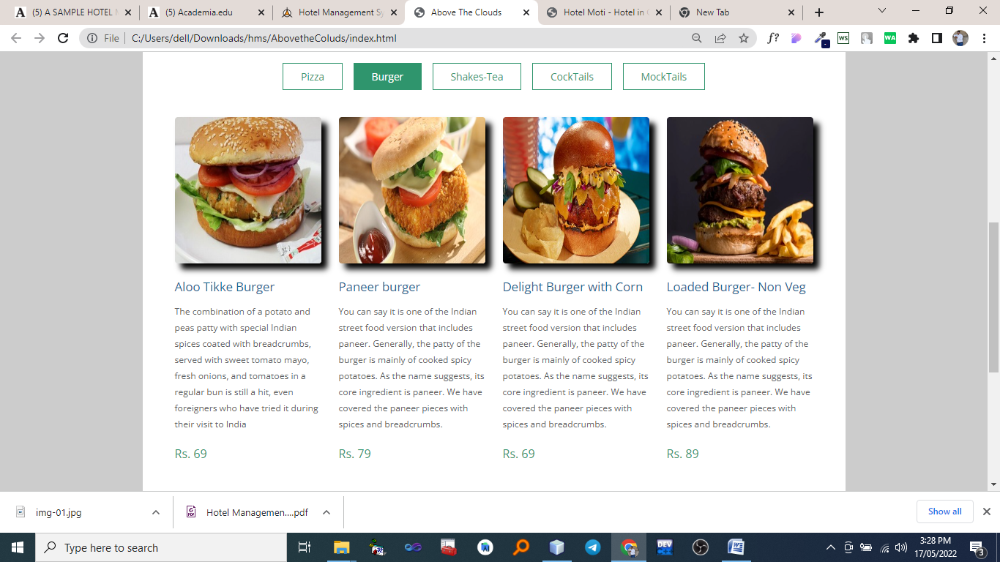 (5) A SAMPLE HOTEL
(5) Academia.edu
Hotel Management Sy
Above The Clouds
Hotel Moti - Hotel in
New Tab
File
C:/Users/dell/Downloads/hms/AbovetheColuds/index.html
f?
WS
WA
Pizza
Burger
Shakes-Tea
CockTails
MockTails
Aloo Tikke Burger
The combination of a potato and
peas patty with special Indian
spices coated with breadcrumbs,
served with sweet tomato mayo,
fresh onions, and tomatoes in a
regular bun is still a hit, even
foreigners who have tried it during
their visit to India
Rs. 69
Paneer burger
You can say it is one of the Indian
street food version that includes
paneer. Generally, the patty of the
burger is mainly of cooked spicy
potatoes. As the name suggests, its
core ingredient is paneer. We have
covered the paneer pieces with
spices and breadcrumbs.
Rs. 79
Delight Burger with Corn
You can say it is one of the Indian
street food version that includes
paneer. Generally, the patty of the
burger is mainly of cooked spicy
potatoes. As the name suggests, its
core ingredient is paneer. We have
covered the paneer pieces with
spices and breadcrumbs.
Rs. 69
Loaded Burger- Non Veg
You can say it is one of the Indian
street food version that includes
paneer. Generally, the patty of the
burger is mainly of cooked spicy
potatoes. As the name suggests, its
core ingredient is paneer. We have
covered the paneer pieces with
spices and breadcrumbs.
Rs. 89
img-01.jpg
Hotel Managemen....pdf
Show all
Type here to search
DEV
3:28 PM
17/05/2022
3